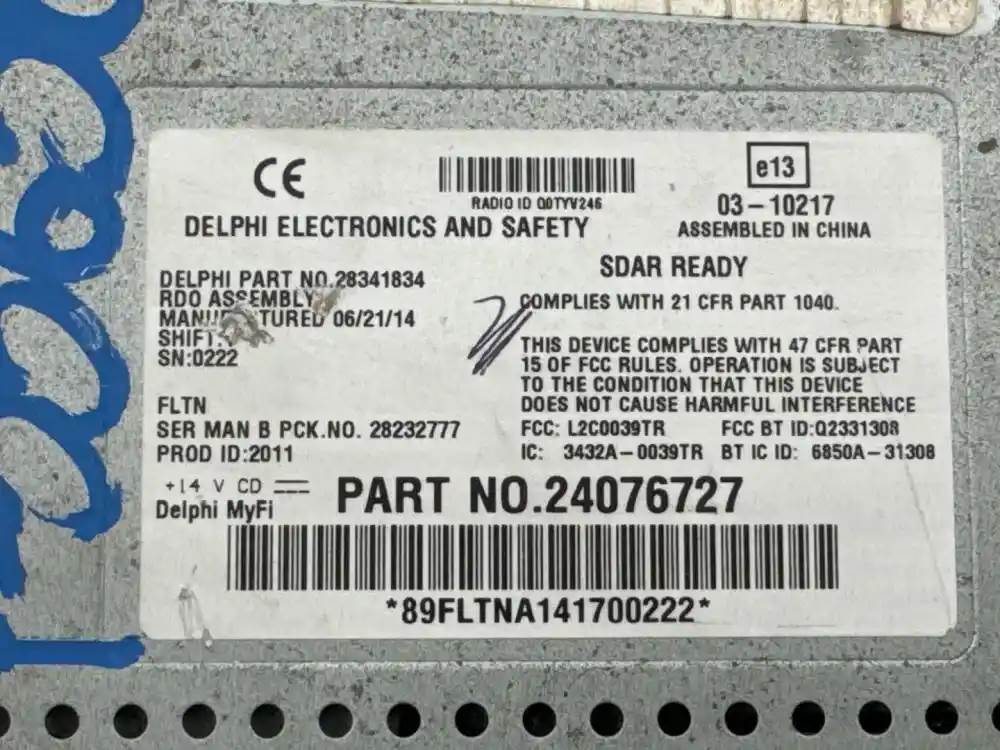 CE
RADIO ID Q0TYV246
e13
03-10217
DELPHI ELECTRONICS AND SAFETY
ASSEMBLED IN CHINA
SDAR READY
DELPHI PART NO.28341834
RDO ASSEMBLY
COMPLIES WITH 21 CFR PART 1040.
06/21/14
SHIFT:
SN:0222
THIS DEVICE COMPLIES WITH 47 CFR PART
15 OF FCC RULES. OPERATION IS SUBJECT
TO THE CONDITION THAT THIS DEVICE
DOES NOT CAUSE HARMFUL INTERFERENCE
FLTN
SER MAN B PCK.NO. 28232777
FCC: L2C0039TR FCC BT ID:Q2331308
PROD ID:2011
IC: 3432A-0039TR BT IC ID: 6850A-31308
+14 V CD
Delphi MyFi
PART NO.24076727
*89FLTNA141700222*